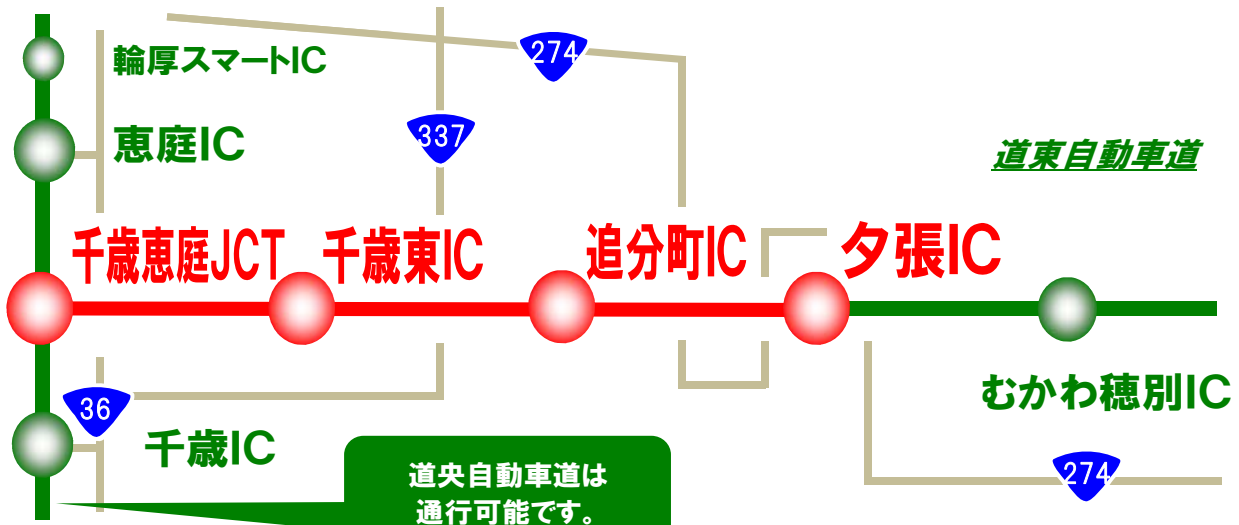 輪厚スマートIC
274
337
恵庭IC
道東自動車道
千歳恵庭JCT
千歳東IC
追分町IC
夕張IC
むかわ穂別IC
36
千歳IC
274
道央自動車道は
通行可能です。